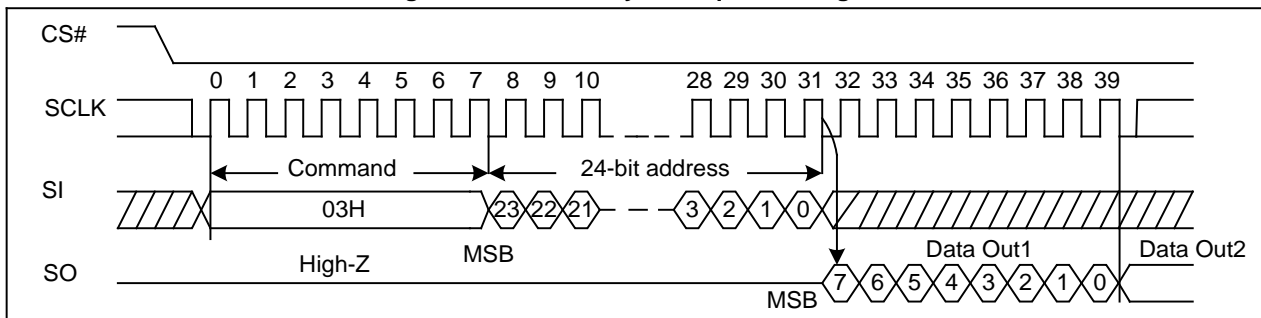 CS#
0 1 2 3 4 5 6 7 8 9 10 28 29 30 31 32 33 34 35 36 37 38 39
SCLK
Command 24-bit address
SI
03H 23 22 21 3 2 1 0
MSB
High-Z
Data Out1 Data Out2
SO
7 6 5 4 3 2 1 0
MSB